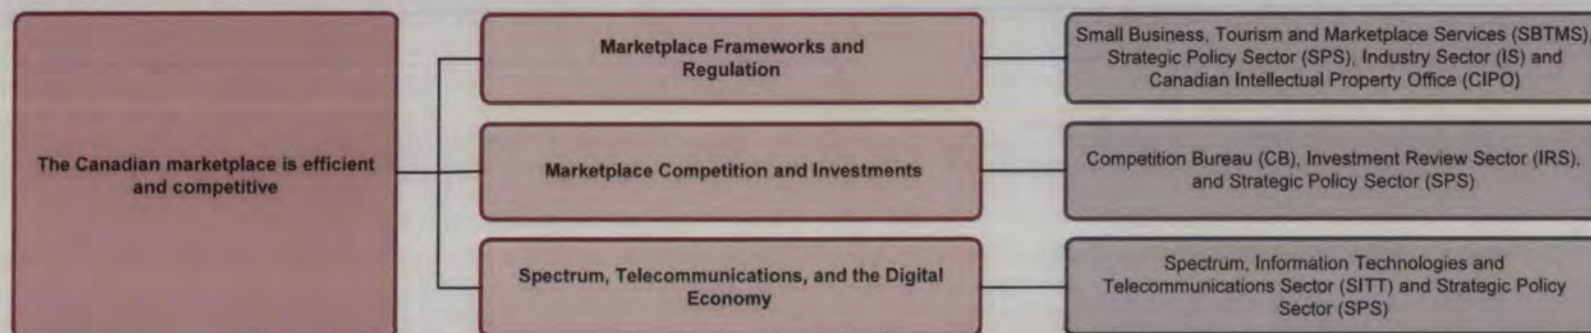 The Canadian marketplace is efficient
and competitive
Marketplace Frameworks and
Regulation
Small Business, Tourism and Marketplace Services (SBTMS),
Strategic Policy Sector (SPS), Industry Sector (IS) and
Canadian Intellectual Property Office (CIPO)
Marketplace Competition and Investments
Competition Bureau (CB), Investment Review Sector (IRS),
and Strategic Policy Sector (SPS)
Spectrum, Telecommunications, and the Digital
Economy
Spectrum, Information Technologies and
Telecommunications Sector (SITT) and Strategic Policy
Sector (SPS)